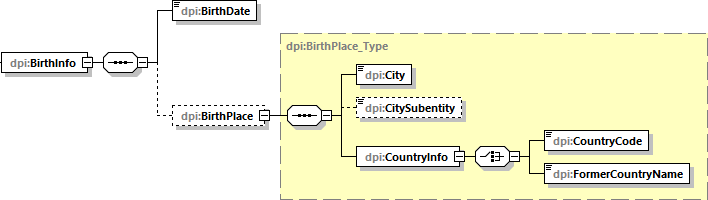 dpi:BirthDate
dpi:BirthPlace_Type
dpi:BirthInfo
dpi:City
dpi:CitySubentity
dpi:BirthPlace
dpi:CountryCode
dpi:CountryInfo
dpi:FormerCountryName